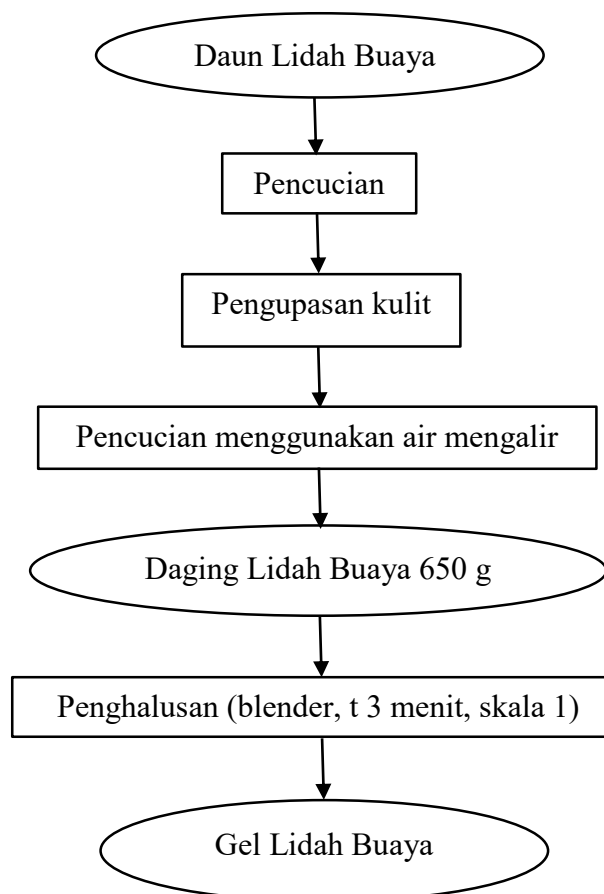 Daun Lidah Buaya
Pencucian
Pengupasan kulit
Pencucian menggunakan air mengalir
Daging Lidah Buaya 650 g
Penghalusan (blender, t 3 menit, skala 1)
Gel Lidah Buaya